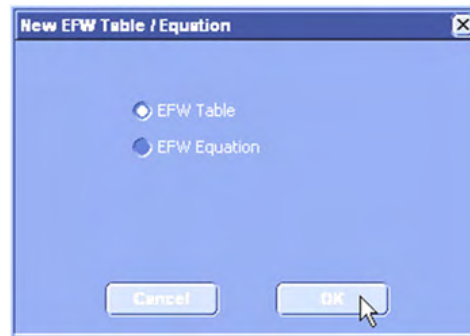 New EFW Table / Equation
EFW Table
EFW Equation
Cancel
OK